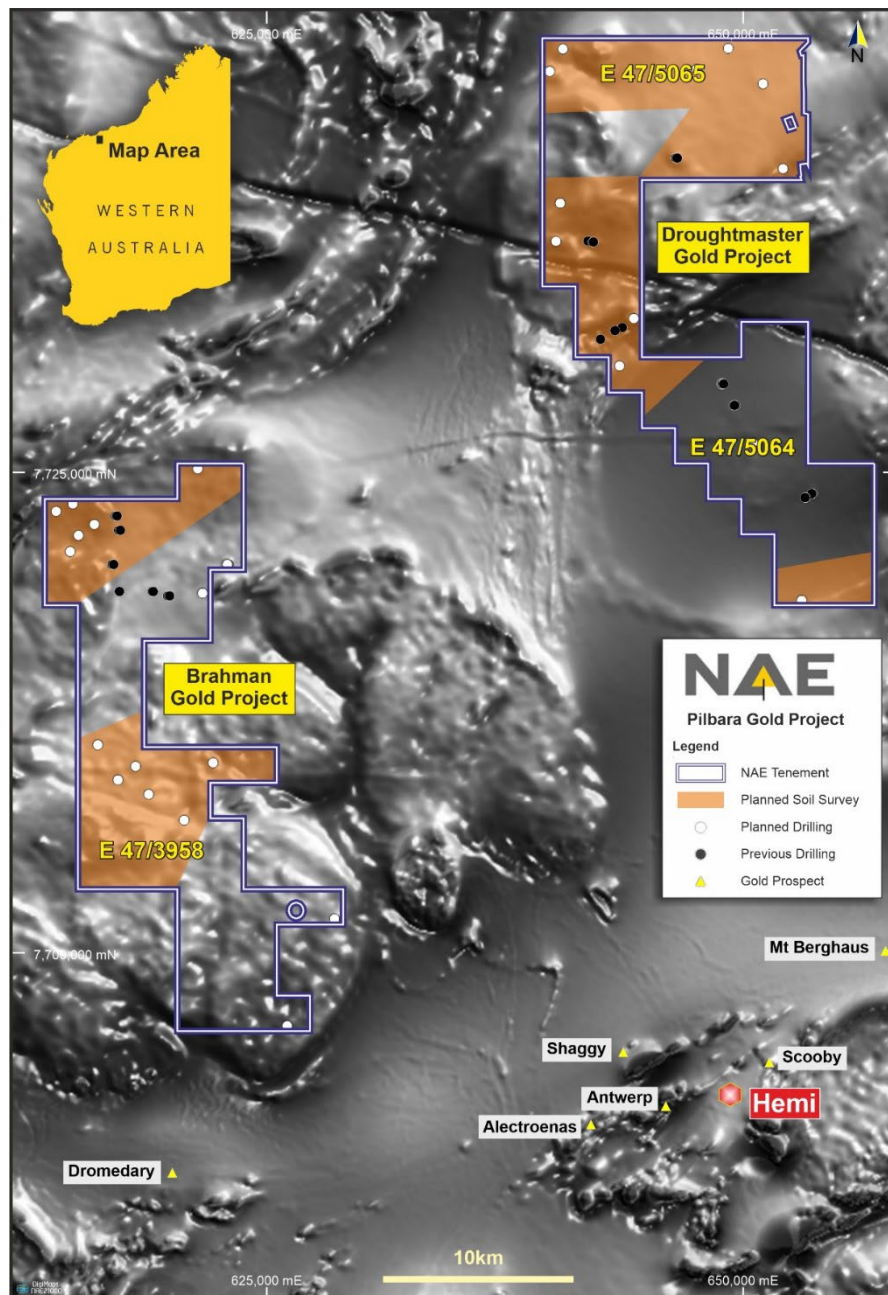 625,000 mE
650,000 mE
N
E 47/5065
Map Area
WESTERN
AUSTRALIA
Droughtmaster
Gold Project
E 47/5064
7,725,000 mN
Brahman
Gold Project
NAE
Pilbara Gold Project
Legend
NAE Tenement
Planned Soil Survey
Planned Drilling
Previous Drilling
Gold Prospect
E 47/3958
7,700,000 mN
Mt Berghaus
Shaggy
Scooby
Antwerp
Hemi
Alectroenas
Dromedary
10km
625,000 mE
650,000 mE
DigiMaps